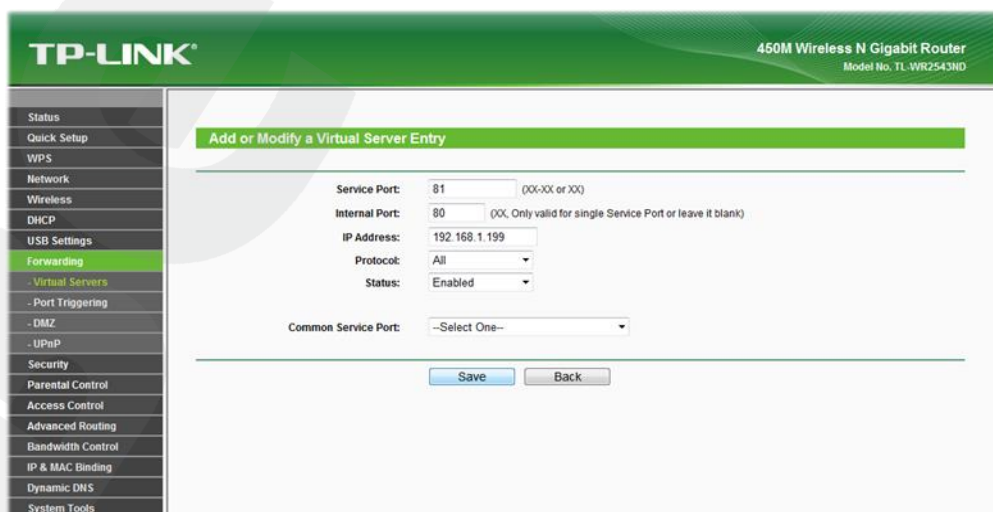 TP-LINK®
450M Wireless N Gigabit Router
Model No. TL-WR2543ND
Status
Quick Setup
WPS
Network
Wireless
DHCP
USB Settings
Forwarding
- Virtual Servers
- Port Triggering
- DMZ
- UPnP
Security
Parental Control
Access Control
Advanced Routing
Bandwidth Control
IP & MAC Binding
Dynamic DNS
System Tools
Add or Modify a Virtual Server Entry
Service Port: 81 (XX-XX or XX)
Internal Port: 80 (XX, Only valid for single Service Port or leave it blank)
IP Address: 192.168.1.199
Protocol: All
Status: Enabled
Common Service Port: --Select One--
Save Back